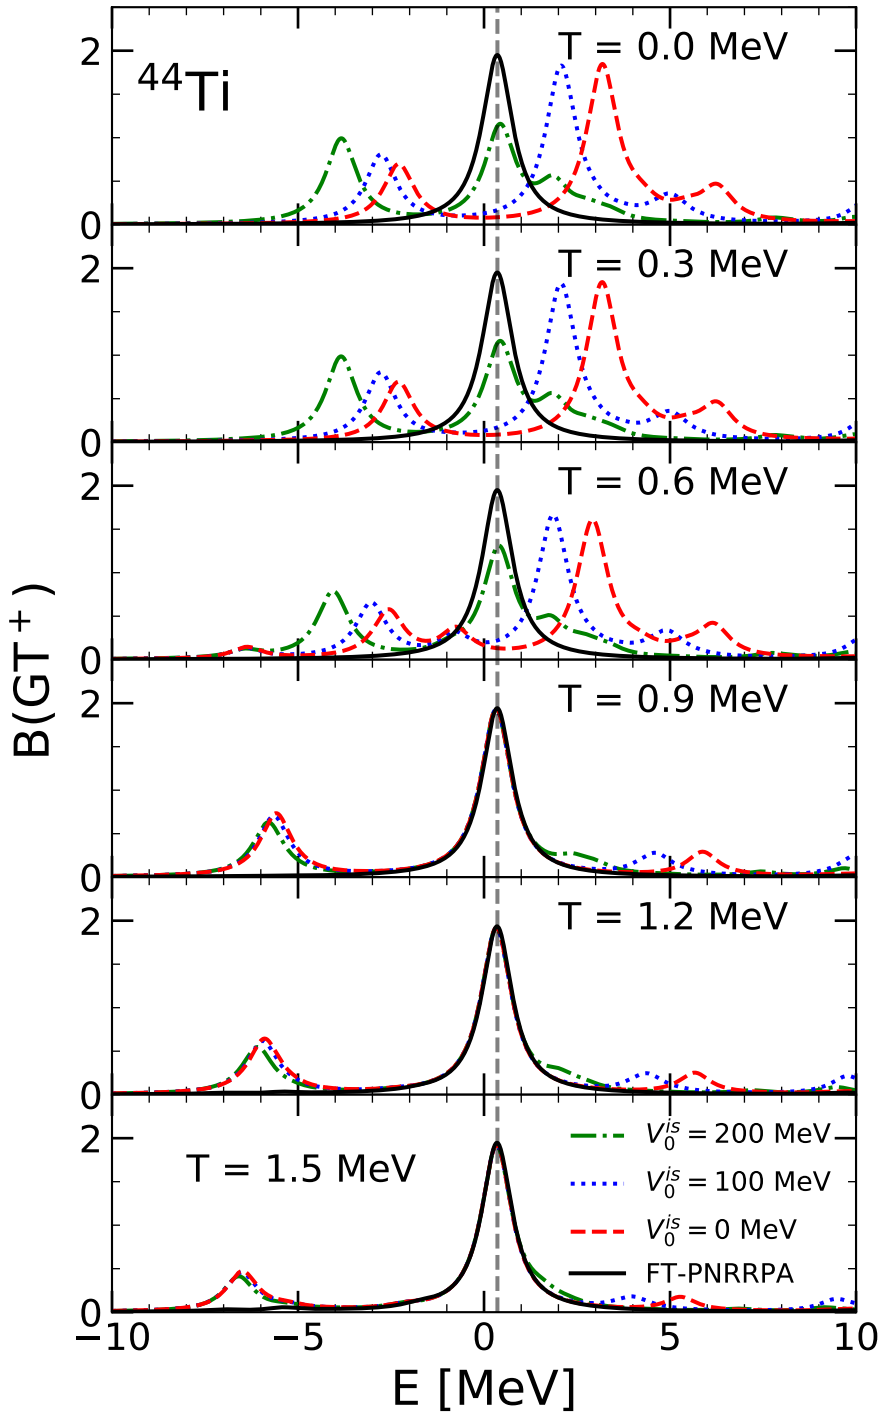 ⁴⁴Ti
T = 0.0 MeV
2
0
T = 0.3 MeV
2
0
T = 0.6 MeV
2
0
B(GT⁺)
T = 0.9 MeV
2
0
T = 1.2 MeV
2
0
T = 1.5 MeV
2
0
V₀ⁱˢ = 200 MeV
V₀ⁱˢ = 100 MeV
V₀ⁱˢ = 0 MeV
FT-PNRRPA
−10 −5 0 5 10
E [MeV]